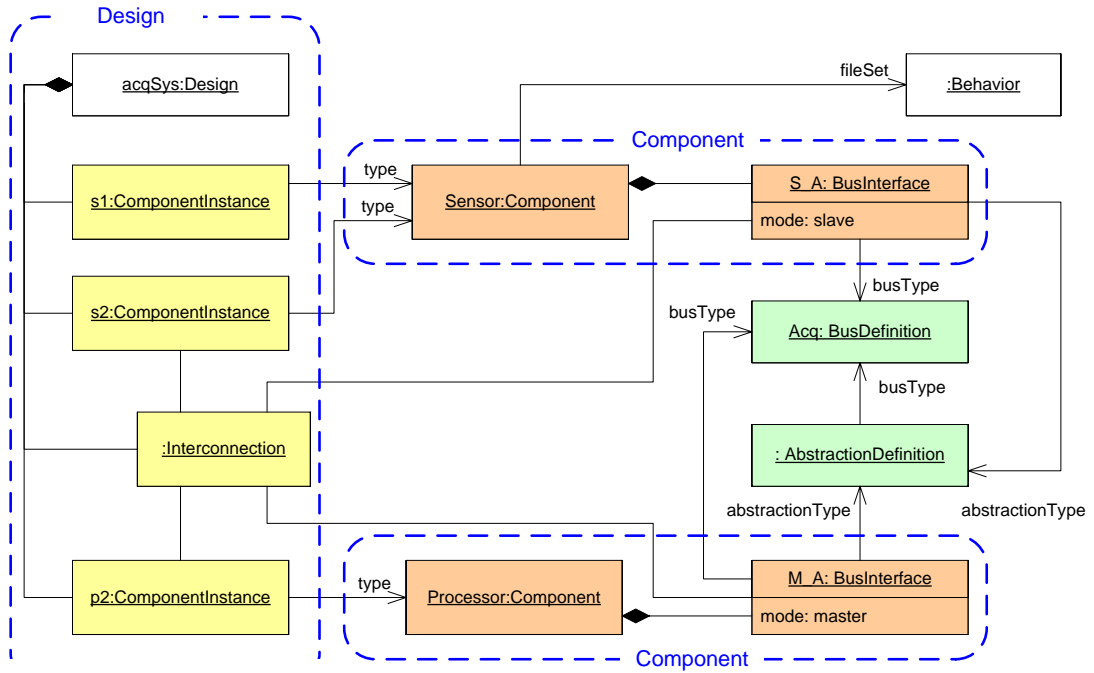 Design
acqSys:Design
fileSet
:Behavior
Component
type
s1:ComponentInstance
Sensor:Component
S_A: BusInterface
type
mode: slave
s2:ComponentInstance
busType
busType
Acq: BusDefinition
busType
:Interconnection
: AbstractionDefinition
abstractionType
abstractionType
type
p2:ComponentInstance
Processor:Component
M_A: BusInterface
mode: master
Component